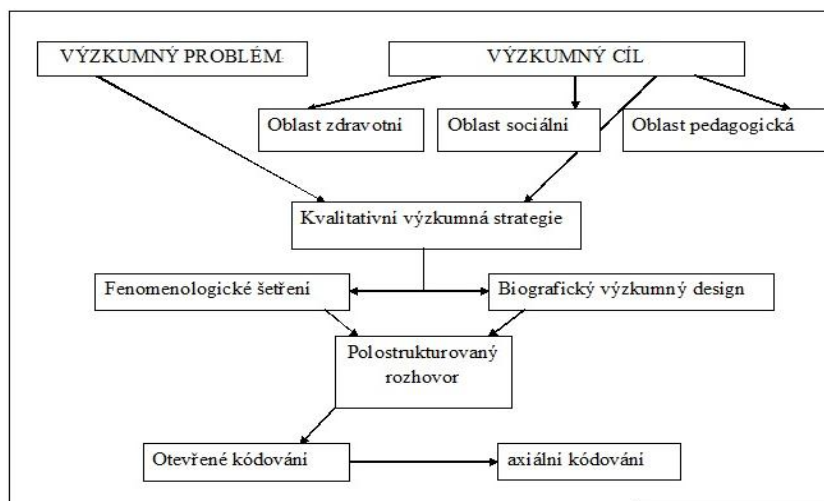 VÝZKUMNÝ PROBLÉM
VÝZKUMNÝ CÍL
Oblast zdravotní
Oblast sociální
Oblast pedagogická
Kvalitativní výzkumná strategie
Fenomenologické šetření
Biografický výzkumný design
Polostrukturovaný
rozhovor
Otevřené kódování
axiální kódování